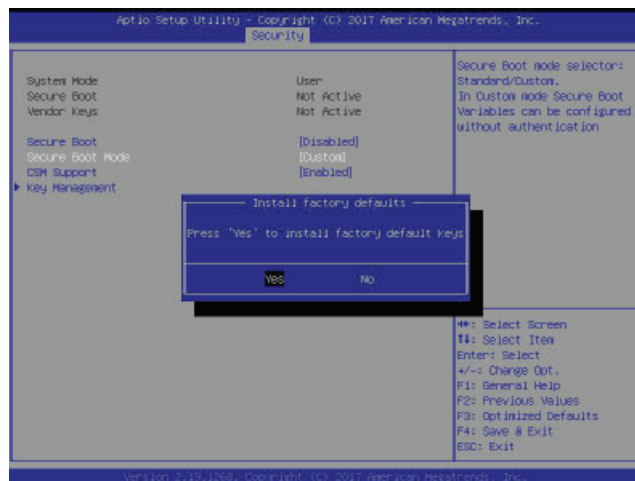 Aptio Setup Utility - Copyright (C) 2017 American Megatrends, Inc.
Security
System Mode User
Secure Boot Not Active
Vendor Keys Not Active
Secure Boot [Disabled]
Secure Boot Mode [Custom]
CSM Support [Enabled]
Key Management
Secure Boot mode selector:
Standard/Custom.
In Custom mode Secure Boot
Variables can be configured
without authentication
Install factory defaults
Press 'Yes' to install factory default keys
Yes No
→←: Select Screen
↑↓: Select Item
Enter: Select
+/-: Change Opt.
F1: General Help
F2: Previous Values
F3: Optimized Defaults
F4: Save & Exit
ESC: Exit
Version 2.19.1268. Copyright (C) 2017 American Megatrends, Inc.